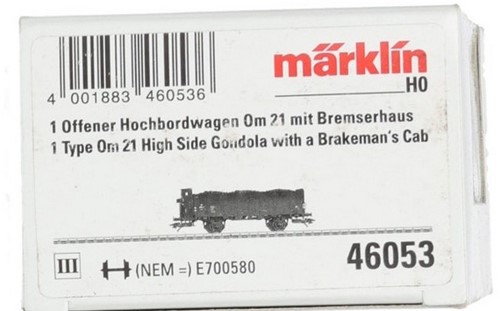 märklin
H0
4 001883 460536
1 Offener Hochbordwagen Om 21 mit Bremserhaus
1 Type Om 21 High Side Gondola with a Brakeman's Cab
III (NEM =) E700580
46053